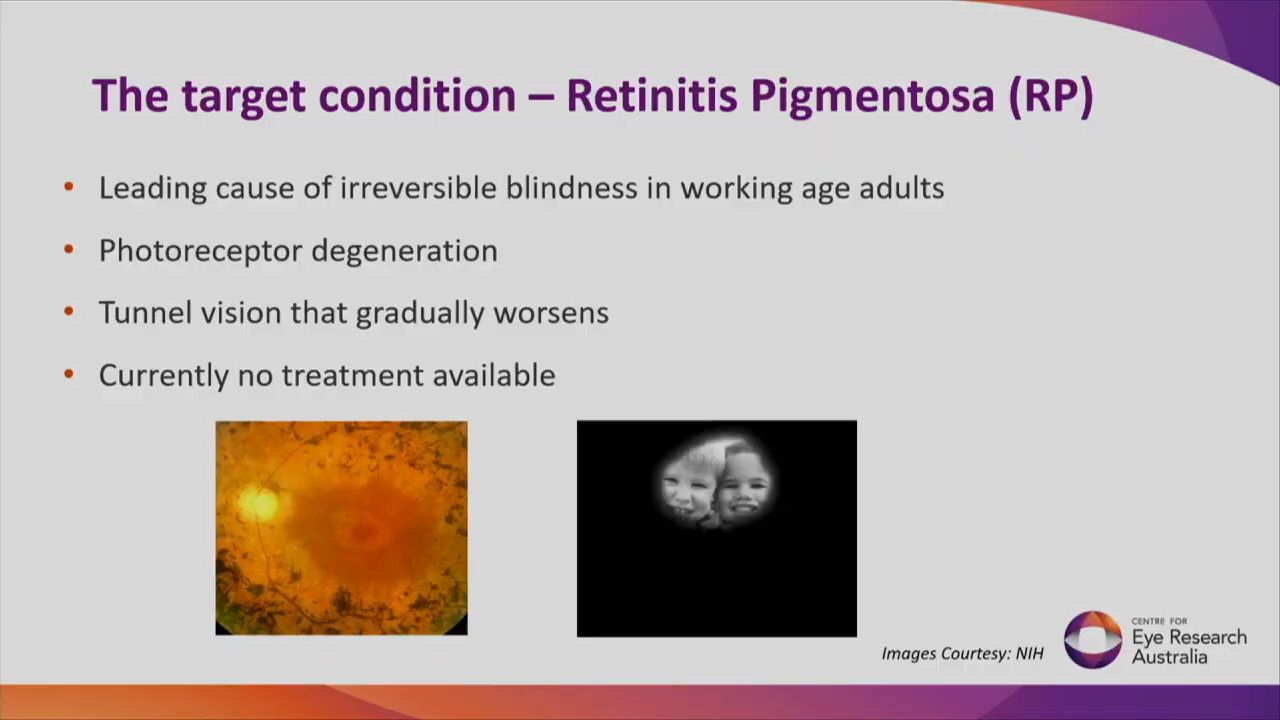 The target condition – Retinitis Pigmentosa (RP)
• Leading cause of irreversible blindness in working age adults
• Photoreceptor degeneration
• Tunnel vision that gradually worsens
• Currently no treatment available
Images Courtesy: NIH
CENTRE FOR
Eye Research
Australia